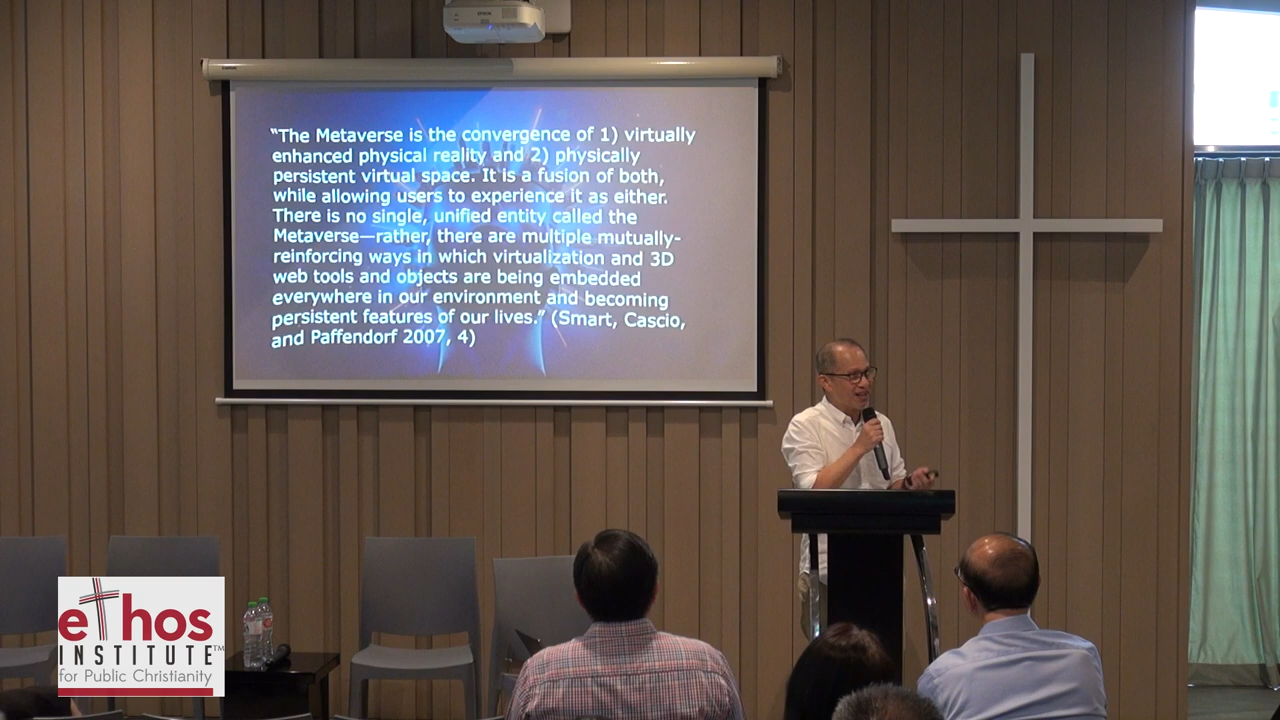 EPSON
“The Metaverse is the convergence of 1) virtually
enhanced physical reality and 2) physically
persistent virtual space. It is a fusion of both,
while allowing users to experience it as either.
There is no single, unified entity called the
Metaverse—rather, there are multiple mutually-
reinforcing ways in which virtualization and 3D
web tools and objects are being embedded
everywhere in our environment and becoming
persistent features of our lives.” (Smart, Cascio,
and Paffendorf 2007, 4)
eThos
INSTITUTE™
for Public Christianity